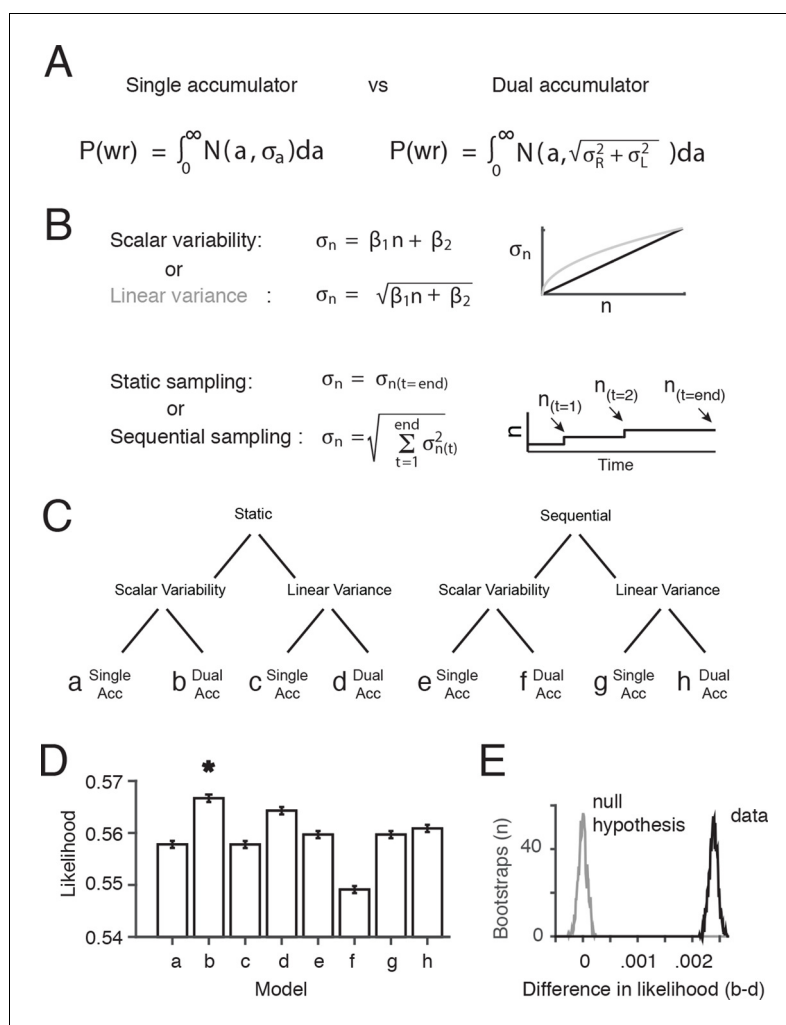 A
Single accumulator vs Dual accumulator
P(wr) = ∫₀^∞ N(a, σₐ)da P(wr) = ∫₀^∞ N(a, √(σ_R² + σ_L²) )da
B
Scalar variability: σₙ = β₁n + β₂
or
Linear variance : σₙ = √(β₁n + β₂)
σₙ
n
Static sampling: σₙ = σₙ₍ₜ₌end₎
or
Sequential sampling : σₙ = √(∑_{t=1}^{end} σ²_{n(t)})
n(t=1) n(t=2) n(t=end)
n
Time
C
Static Sequential
Scalar Variability Linear Variance Scalar Variability Linear Variance
a Single Acc b Dual Acc c Single Acc d Dual Acc e Single Acc f Dual Acc g Single Acc h Dual Acc
D
*
0.57
0.56
0.55
0.54
Likelihood
a b c d e f g h
Model
E
null
hypothesis
data
40
0
Bootstraps (n)
0 .001 .002
Difference in likelihood (b-d)